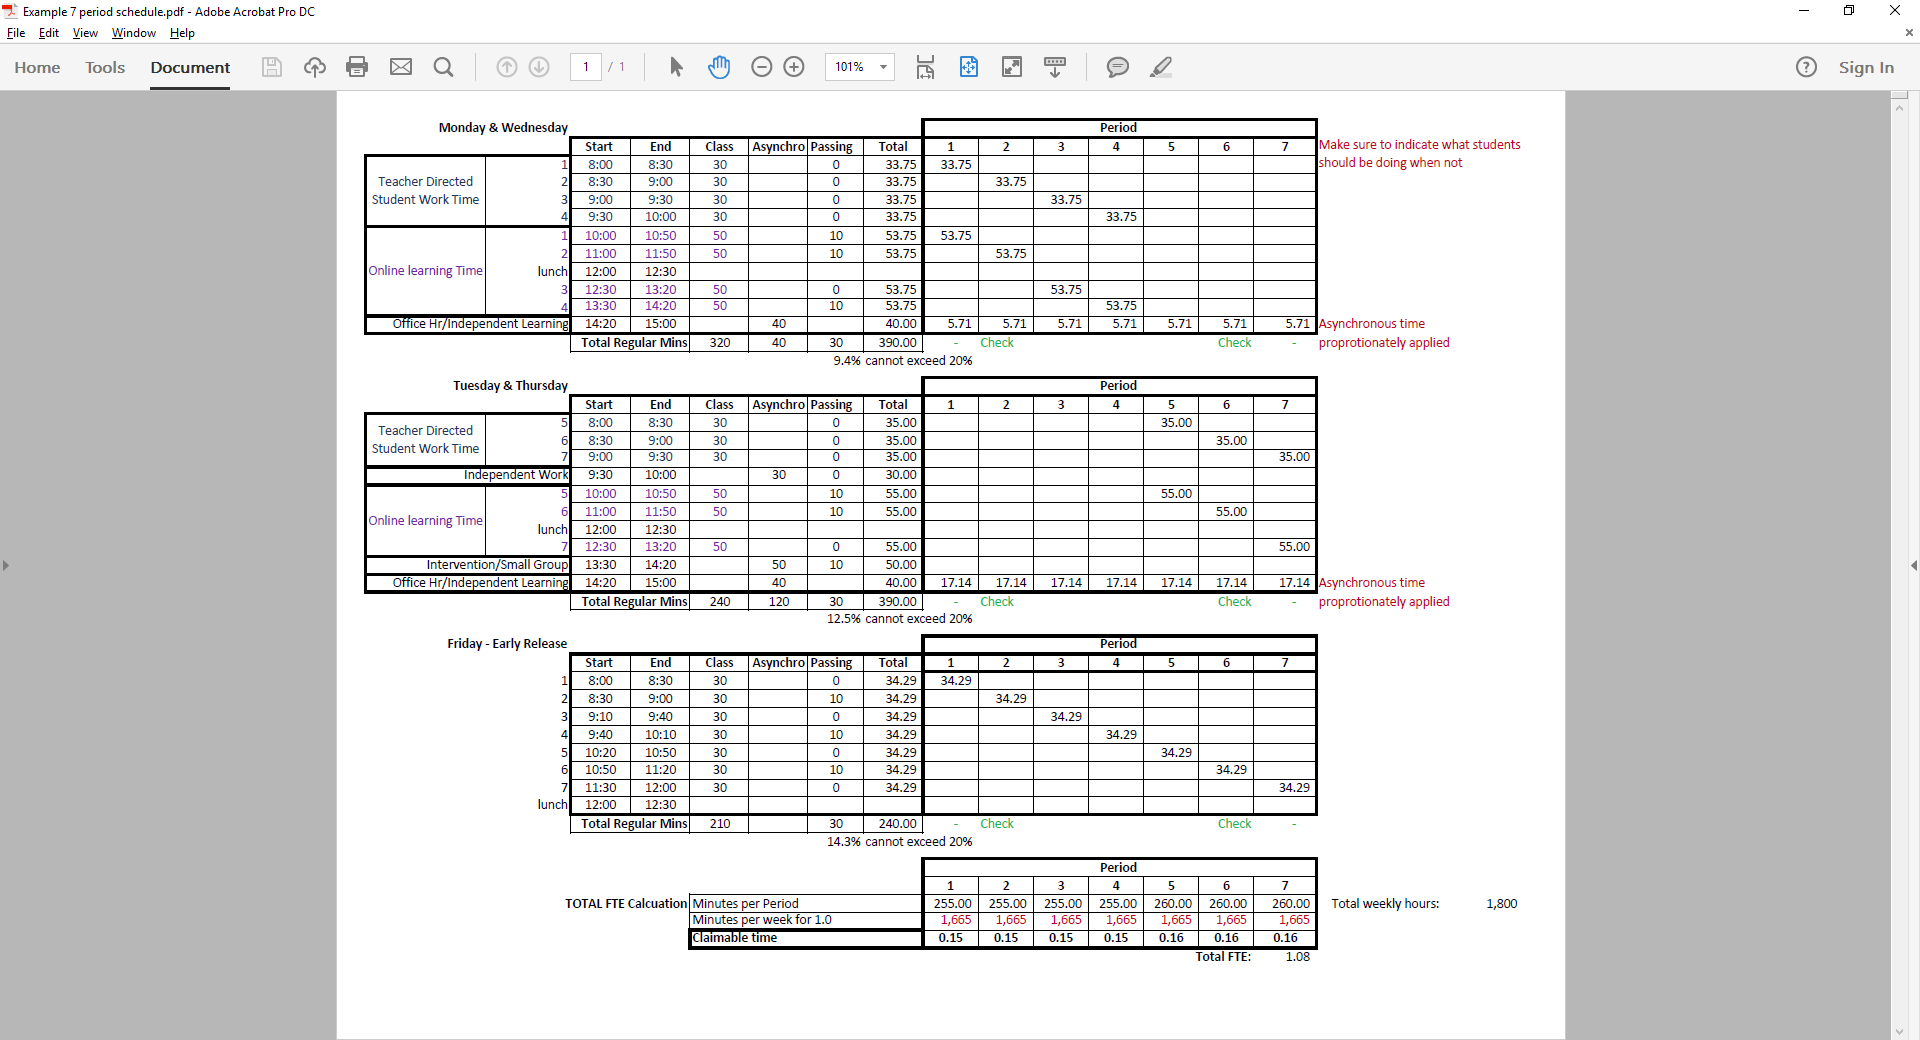 Example 7 period schedule.pdf - Adobe Acrobat Pro DC
File Edit View Window Help
Home Tools Document 1 / 1 101% Sign In
Monday & Wednesday Period
Start End Class Asynchro Passing Total 1 2 3 4 5 6 7 Make sure to indicate what students
1 8:00 8:30 30 0 33.75 33.75 should be doing when not
Teacher Directed 2 8:30 9:00 30 0 33.75 33.75
Student Work Time 3 9:00 9:30 30 0 33.75 33.75
4 9:30 10:00 30 0 33.75 33.75
1 10:00 10:50 50 10 53.75 53.75
2 11:00 11:50 50 10 53.75 53.75
Online learning Time lunch 12:00 12:30
3 12:30 13:20 50 0 53.75 53.75
4 13:30 14:20 50 10 53.75 53.75
Office Hr/Independent Learning 14:20 15:00 40 40.00 5.71 5.71 5.71 5.71 5.71 5.71 5.71 Asynchronous time
Total Regular Mins 320 40 30 390.00 - Check Check - proprotionately applied
9.4% cannot exceed 20%
Tuesday & Thursday Period
Start End Class Asynchro Passing Total 1 2 3 4 5 6 7
5 8:00 8:30 30 0 35.00 35.00
Teacher Directed 6 8:30 9:00 30 0 35.00 35.00
Student Work Time 7 9:00 9:30 30 0 35.00 35.00
Independent Work 9:30 10:00 30 0 30.00
5 10:00 10:50 50 10 55.00 55.00
6 11:00 11:50 50 10 55.00 55.00
Online learning Time lunch 12:00 12:30
7 12:30 13:20 50 0 55.00 55.00
Intervention/Small Group 13:30 14:20 50 10 50.00
Office Hr/Independent Learning 14:20 15:00 40 40.00 17.14 17.14 17.14 17.14 17.14 17.14 17.14 Asynchronous time
Total Regular Mins 240 120 30 390.00 - Check Check - proprotionately applied
12.5% cannot exceed 20%
Friday - Early Release Period
Start End Class Asynchro Passing Total 1 2 3 4 5 6 7
1 8:00 8:30 30 0 34.29 34.29
2 8:30 9:00 30 10 34.29 34.29
3 9:10 9:40 30 0 34.29 34.29
4 9:40 10:10 30 10 34.29 34.29
5 10:20 10:50 30 0 34.29 34.29
6 10:50 11:20 30 10 34.29 34.29
7 11:30 12:00 30 0 34.29 34.29
lunch 12:00 12:30
Total Regular Mins 210 30 240.00 - Check Check -
14.3% cannot exceed 20%
Period
1 2 3 4 5 6 7
TOTAL FTE Calcuation Minutes per Period 255.00 255.00 255.00 255.00 260.00 260.00 260.00 Total weekly hours: 1,800
Minutes per week for 1.0 1,665 1,665 1,665 1,665 1,665 1,665 1,665
Claimable time 0.15 0.15 0.15 0.15 0.16 0.16 0.16
Total FTE: 1.08